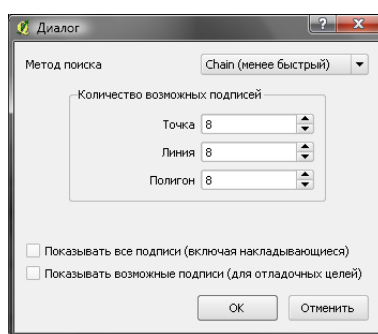 Диалог
Метод поиска Chain (менее быстрый)
Количество возможных подписей
Точка 8
Линия 8
Полигон 8
Показывать все подписи (включая накладывающиеся)
Показывать возможные подписи (для отладочных целей)
OK Отменить